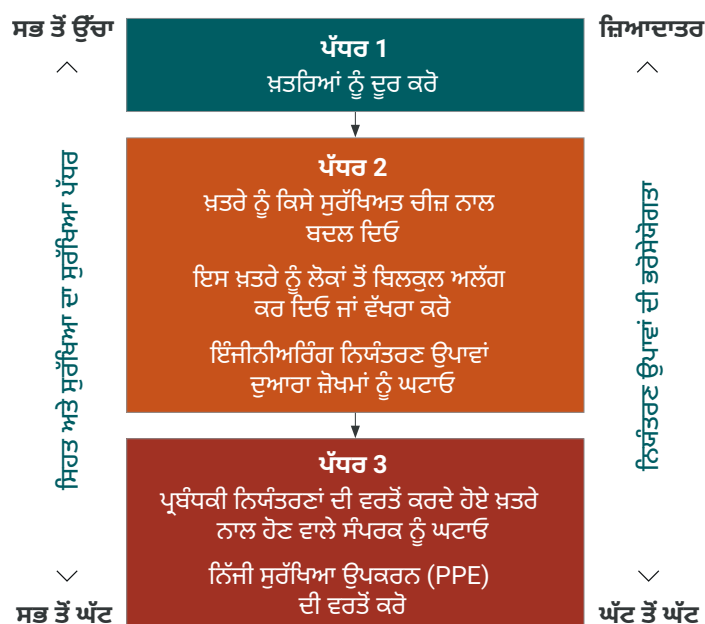 ਸਭ ਤੋਂ ਉੱਚਾ
ਜ਼ਿਆਦਾਤਰ
ਪੱਧਰ 1
ਖ਼ਤਰਿਆਂ ਨੂੰ ਦੂਰ ਕਰੋ
ਸਿਹਤ ਅਤੇ ਸੁਰੱਖਿਆ ਦਾ ਸੁਰੱਖਿਆ ਪੱਧਰ
ਪੱਧਰ 2
ਖ਼ਤਰੇ ਨੂੰ ਕਿਸੇ ਸੁਰੱਖਿਅਤ ਚੀਜ਼ ਨਾਲ
ਬਦਲ ਦਿਓ
ਇਸ ਖ਼ਤਰੇ ਨੂੰ ਲੋਕਾਂ ਤੋਂ ਬਿਲਕੁਲ ਅਲੱਗ
ਕਰ ਦਿਓ ਜਾਂ ਵੱਖਰਾ ਕਰੋ
ਇੰਜੀਨੀਅਰਿੰਗ ਨਿਯੰਤਰਣ ਉਪਾਵਾਂ
ਦੁਆਰਾ ਜ਼ੋਖਮਾਂ ਨੂੰ ਘਟਾਓ
ਨਿਯੰਤਰਣ ਉਪਾਵਾਂ ਦੀ ਭਰੋਸੇਯੋਗਤਾ
ਪੱਧਰ 3
ਪ੍ਰਬੰਧਕੀ ਨਿਯੰਤਰਣਾਂ ਦੀ ਵਰਤੋਂ ਕਰਦੇ ਹੋਏ ਖ਼ਤਰੇ
ਨਾਲ ਹੋਣ ਵਾਲੇ ਸੰਪਰਕ ਨੂੰ ਘਟਾਓ
ਨਿੱਜੀ ਸੁਰੱਖਿਆ ਉਪਕਰਨ (PPE)
ਦੀ ਵਰਤੋਂ ਕਰੋ
ਸਭ ਤੋਂ ਘੱਟ
ਘੱਟ ਤੋਂ ਘੱਟ